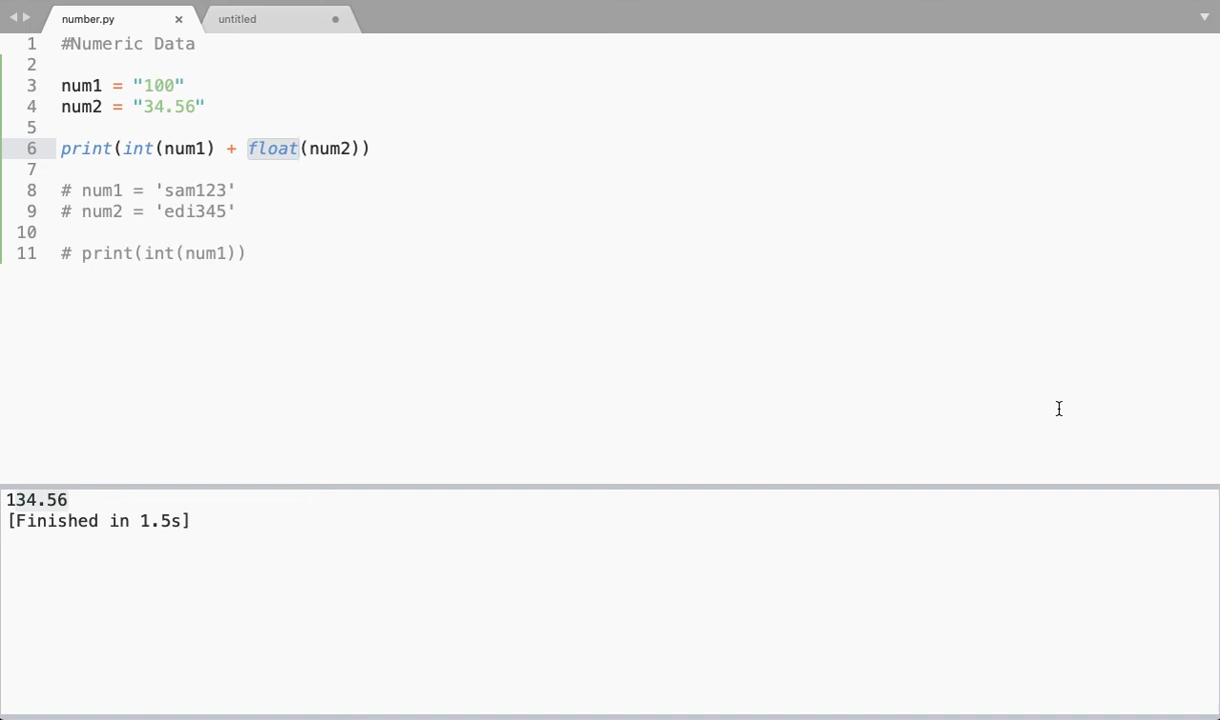 number.py × untitled
1 #Numeric Data
2
3 num1 = "100"
4 num2 = "34.56"
5
6 print(int(num1) + float(num2))
7
8 # num1 = 'sam123'
9 # num2 = 'edi345'
10
11 # print(int(num1))
134.56
[Finished in 1.5s]